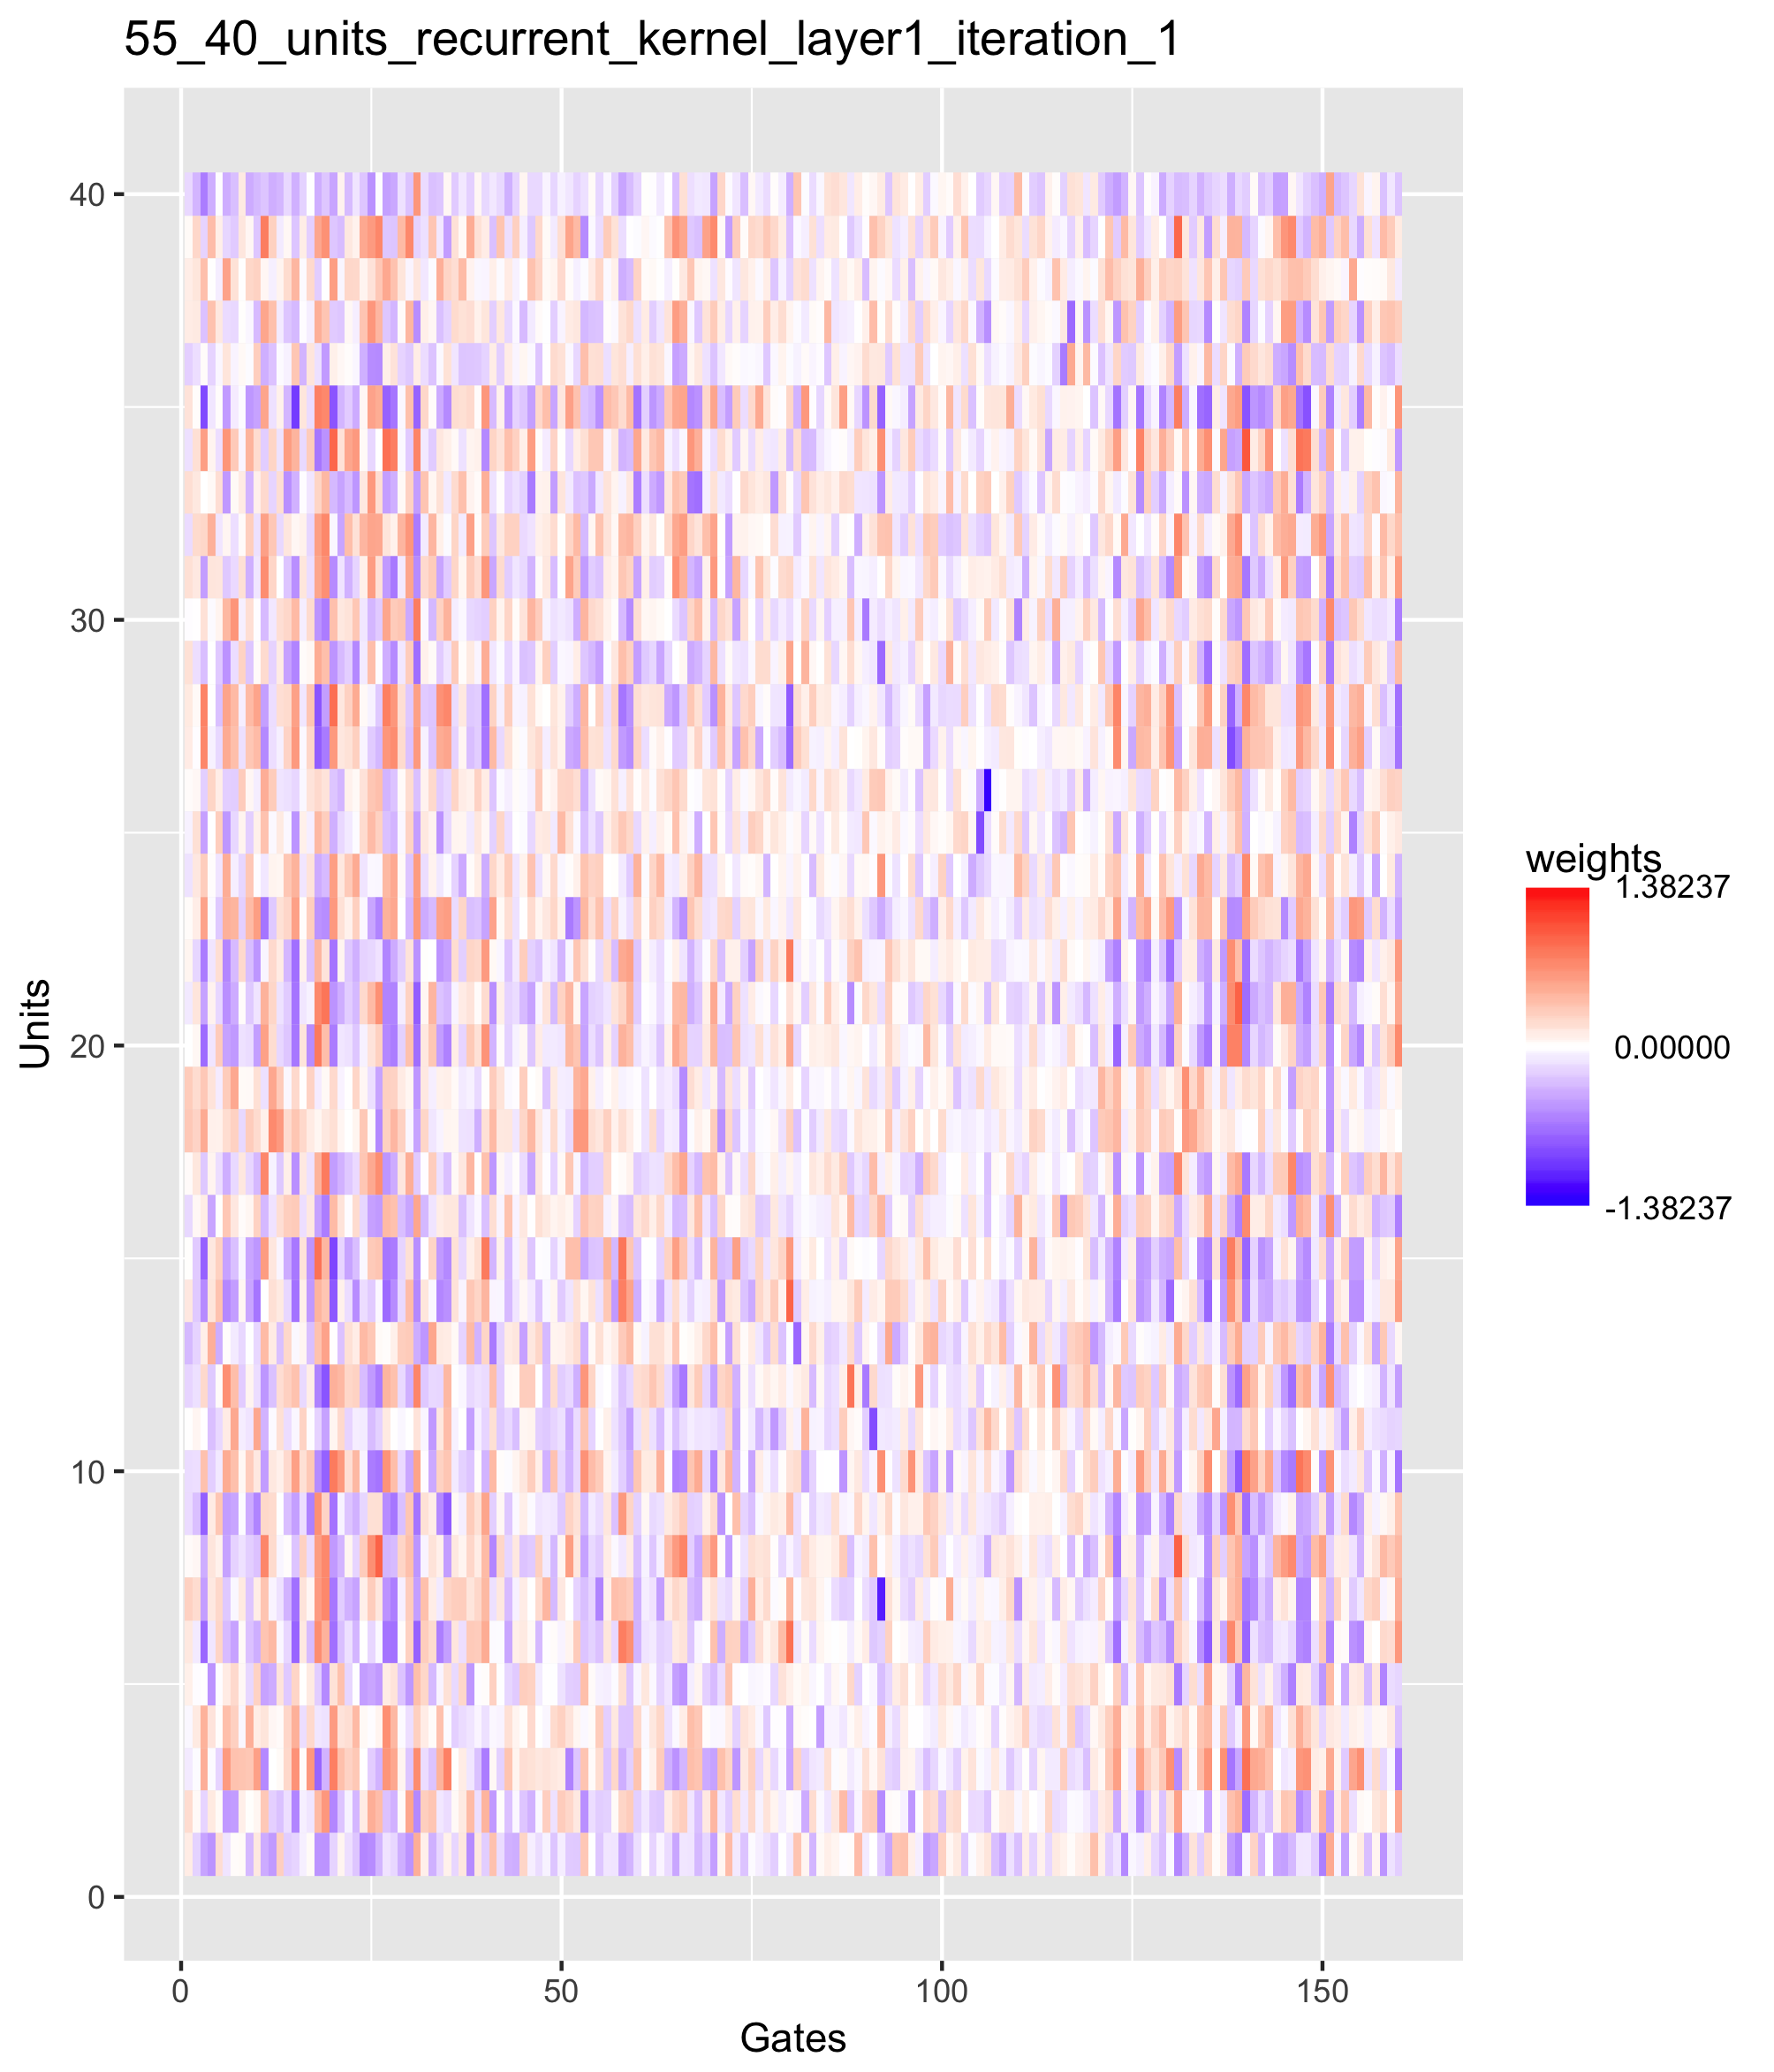 55_40_units_recurrent_kernel_layer1_iteration_1
Units
40
30
20
10
0
0 50 100 150
Gates
weights
1.38237
0.00000
-1.38237